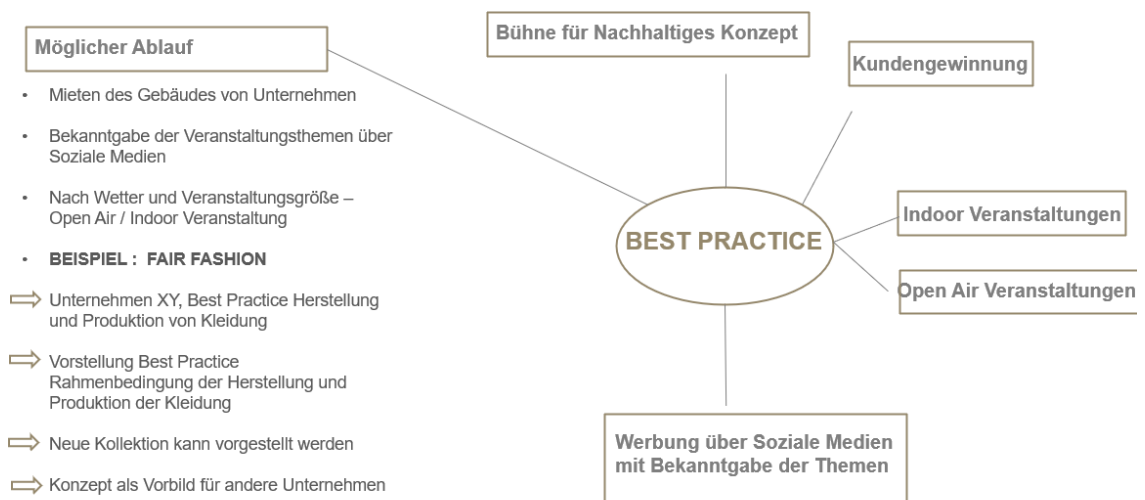 Möglicher Ablauf
• Mieten des Gebäudes von Unternehmen
• Bekanntgabe der Veranstaltungsthemen über
Soziale Medien
• Nach Wetter und Veranstaltungsgröße –
Open Air / Indoor Veranstaltung
• BEISPIEL : FAIR FASHION
Unternehmen XY, Best Practice Herstellung
und Produktion von Kleidung
Vorstellung Best Practice
Rahmenbedingung der Herstellung und
Produktion der Kleidung
Neue Kollektion kann vorgestellt werden
Konzept als Vorbild für andere Unternehmen
Bühne für Nachhaltiges Konzept
Kundengewinnung
BEST PRACTICE
Indoor Veranstaltungen
Open Air Veranstaltungen
Werbung über Soziale Medien
mit Bekanntgabe der Themen